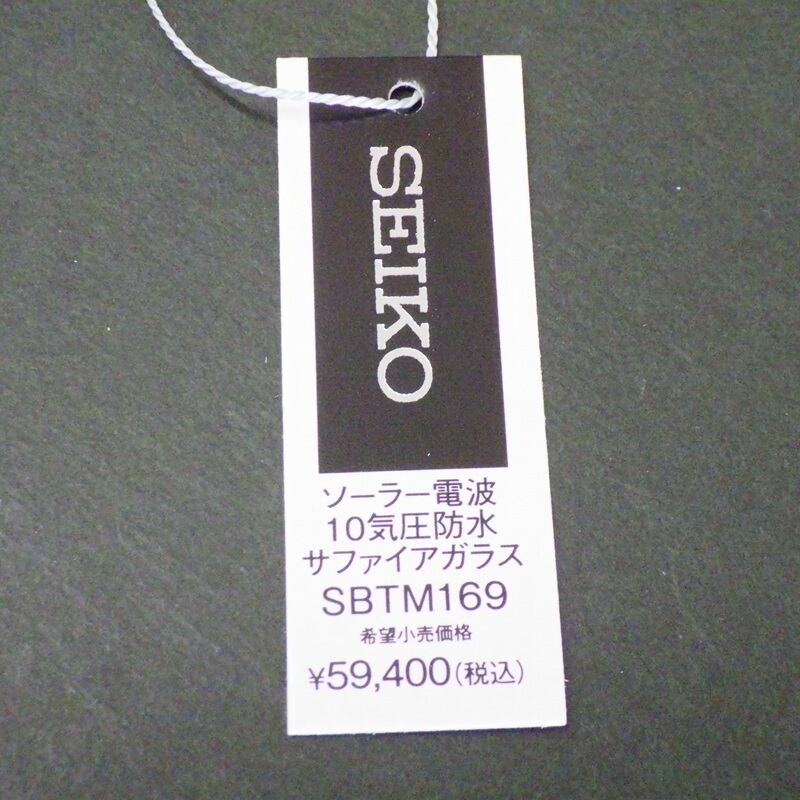 SEIKO
ソーラー電波
10気圧防水
サファイアガラス
SBTM169
希望小売価格
¥59,400(税込)